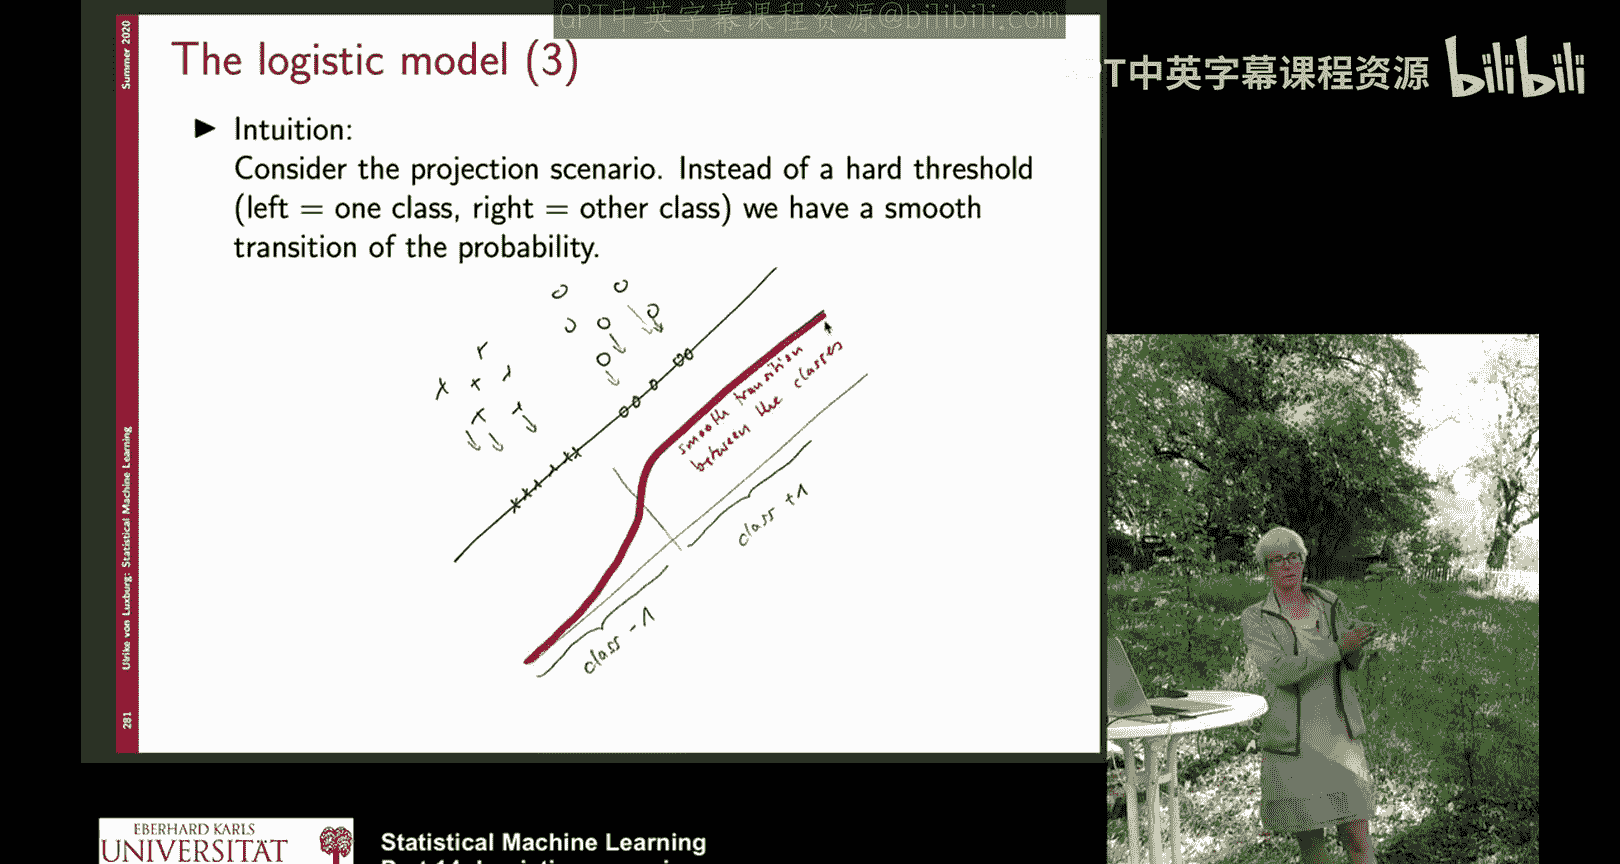 GPT中英字幕课程资源@bilibili.com
T中英字幕课程资源 bilibili
Summer 2020
The logistic model (3)
► Intuition:
Consider the projection scenario. Instead of a hard threshold
(left = one class, right = other class) we have a smooth
transition of the probability.
smooth transition
between the classes
class +1
class -1
Ulrike von Luxburg: Statistical Machine Learning
281
EBERHARD KARLS
UNIVERSITÄT
Statistical Machine Learning